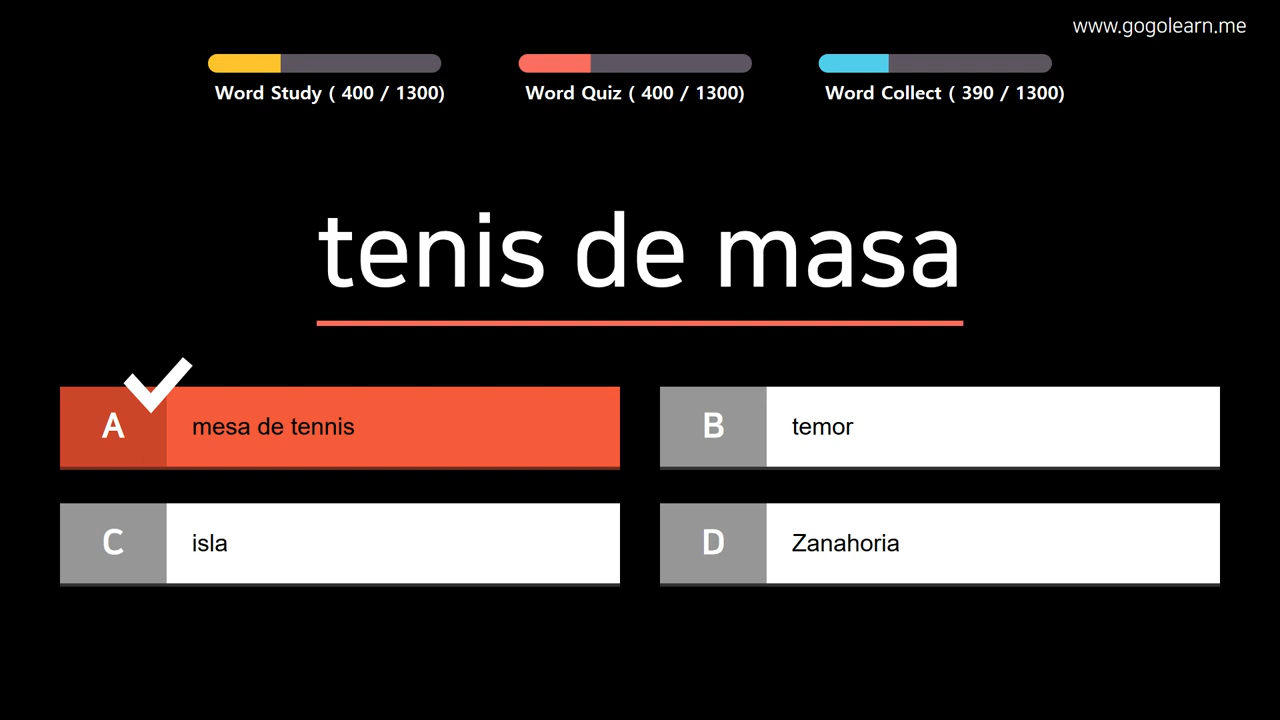 www.gogolearn.me
Word Study ( 400 / 1300)
Word Quiz ( 400 / 1300)
Word Collect ( 390 / 1300)
tenis de masa
A
mesa de tennis
B
temor
C
isla
D
Zanahoria